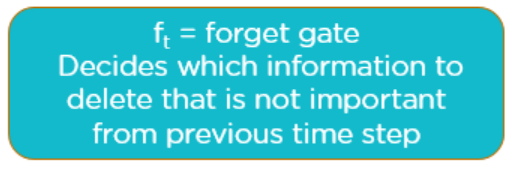 fₜ = forget gate
Decides which information to
delete that is not important
from previous time step